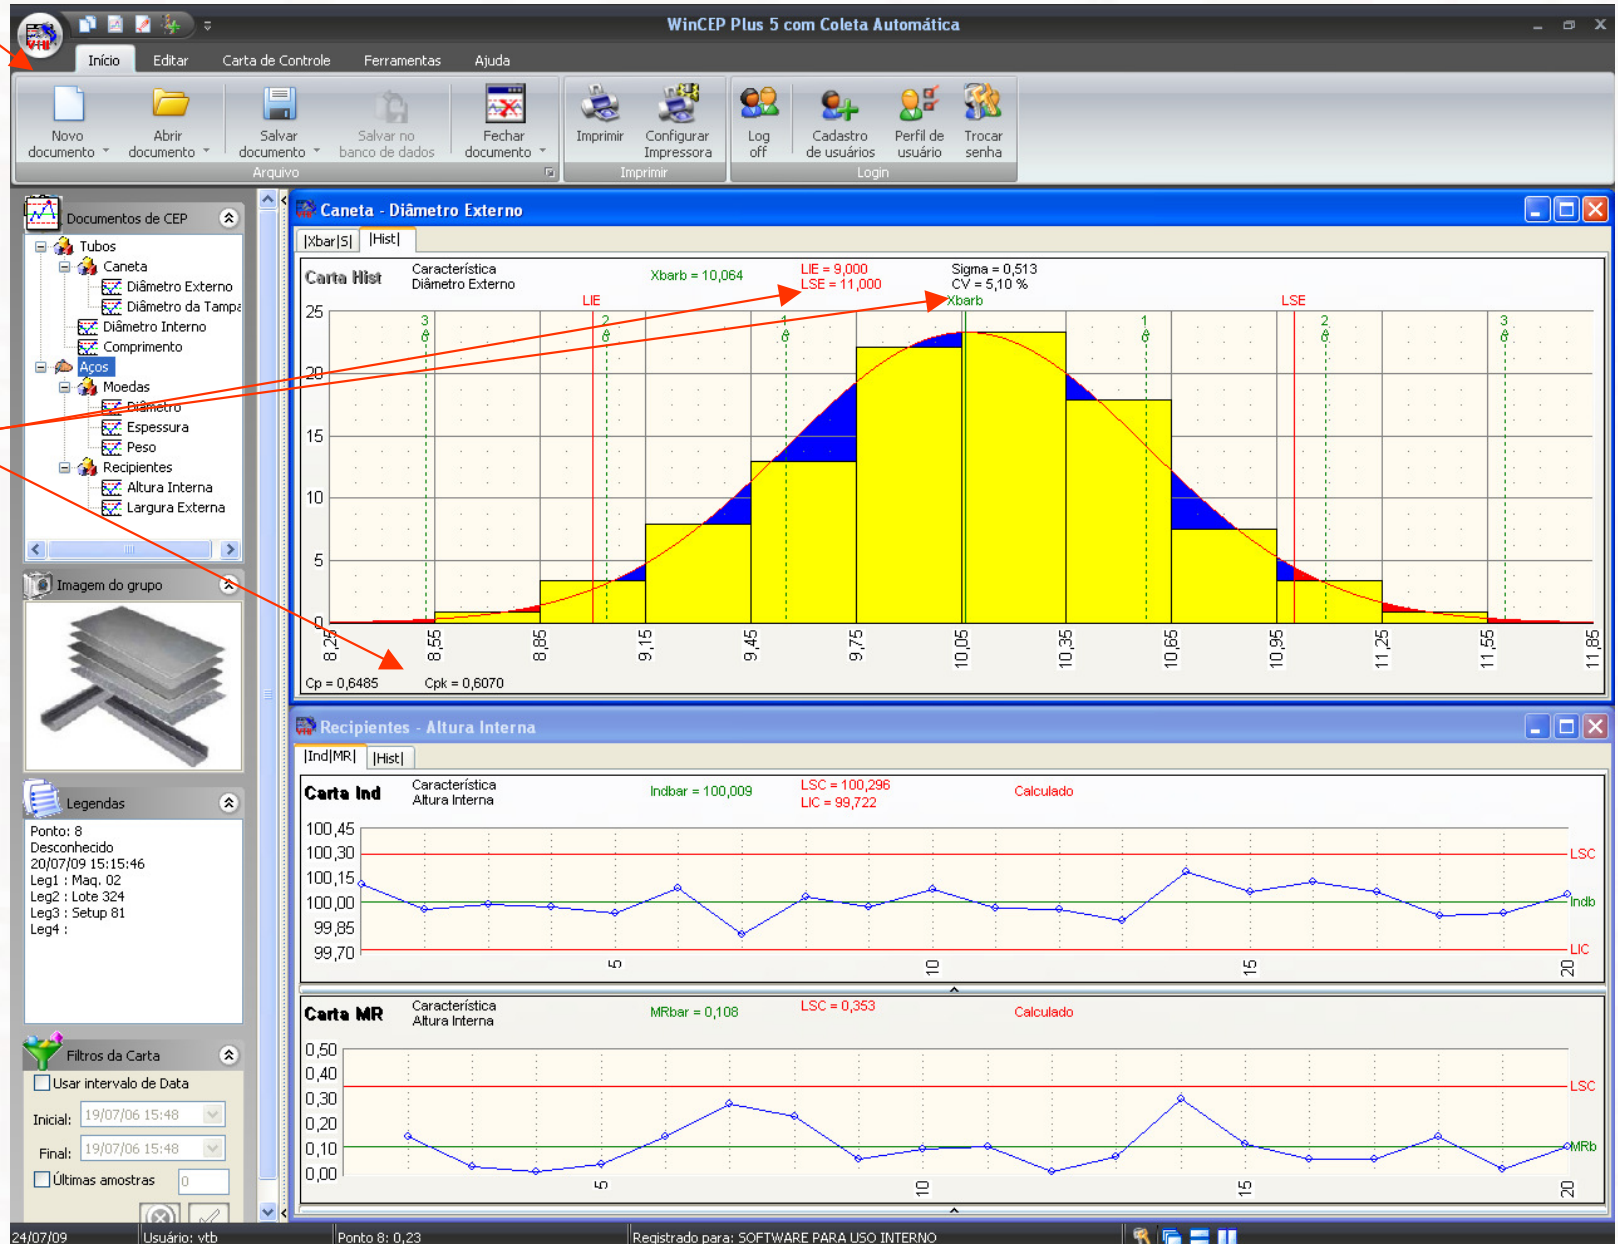 WinCEP Plus 5 com Coleta Automática
Início Editar Carta de Controle Ferramentas Ajuda
Novo documento
Abrir documento
Salvar documento
Salvar no banco de dados
Fechar documento
Imprimir
Configurar Impressora
Log off
Cadastro de usuários
Perfil de usuário
Trocar senha
Arquivo Imprimir Login
Documentos de CEP
Tubos
Caneta
Diâmetro Externo
Diâmetro da Tampa
Diâmetro Interno
Comprimento
Aços
Moedas
Diâmetro
Espessura
Peso
Recipientes
Altura Interna
Largura Externa
Imagem do grupo
Legendas
Ponto: 8
Desconhecido
20/07/09 15:15:46
Leg1 : Maq. 02
Leg2 : Lote 324
Leg3 : Setup 81
Leg4 :
Filtros da Carta
Usar intervalo de Data
Inicial: 19/07/06 15:48
Final: 19/07/06 15:48
Últimas amostras 0
Caneta - Diâmetro Externo
|Xbar|S| |Hist|
Carta Hist
Característica
Diâmetro Externo
Xbarb = 10,064
LIE = 9,000
LSE = 11,000
Sigma = 0,513
CV = 5,10 %
LIE Xbarb LSE
3 2 1 1 2 3
25
20
15
10
5
0
8,25 8,55 8,85 9,15 9,45 9,75 10,05 10,35 10,65 10,95 11,25 11,55 11,85
Cp = 0,6485 Cpk = 0,6070
Recipientes - Altura Interna
|Ind|MR| |Hist|
Carta Ind
Característica
Altura Interna
Indbar = 100,009
LSC = 100,296
LIC = 99,722
Calculado
100,45
100,30
100,15
100,00
99,85
99,70
LSC
Indb
LIC
5 10 15 20
Carta MR
Característica
Altura Interna
MRbar = 0,108
LSC = 0,353
Calculado
0,50
0,40
0,30
0,20
0,10
0,00
LSC
MRb
5 10 15 20
24/07/09 Usuário: vtb Ponto 8: 0,23 Registrado para: SOFTWARE PARA USO INTERNO